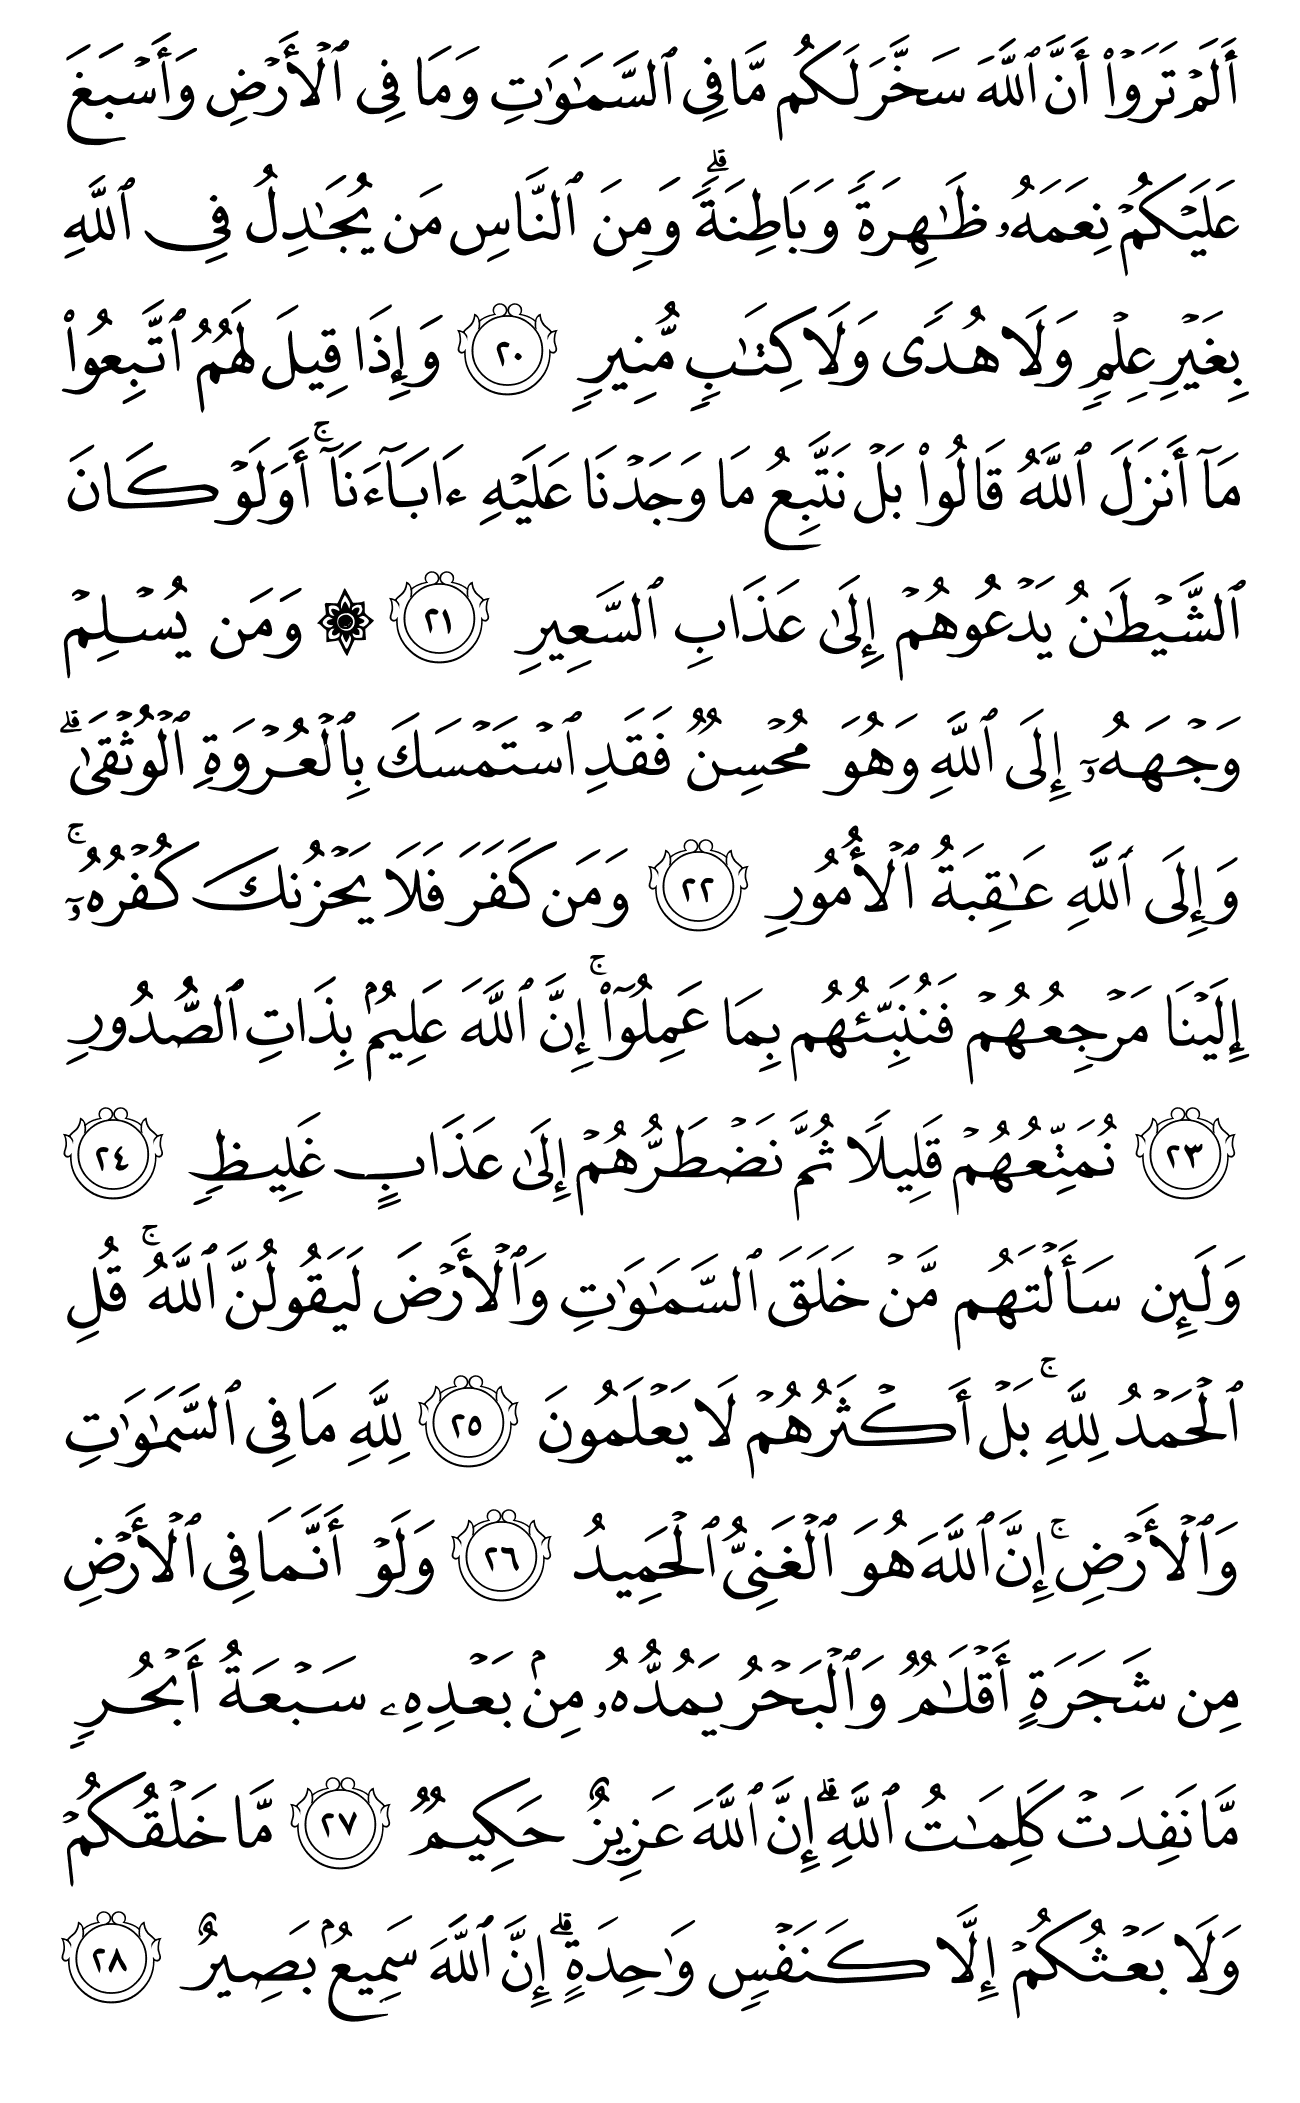 أَلَمۡ تَرَوۡاْ أَنَّ ٱللَّهَ سَخَّرَ لَكُم مَّا فِي ٱلسَّمَٰوَٰتِ وَمَا فِي ٱلۡأَرۡضِ وَأَسۡبَغَ
عَلَيۡكُمۡ نِعَمَهُۥ ظَٰهِرَةٗ وَبَاطِنَةٗۗ وَمِنَ ٱلنَّاسِ مَن يُجَٰدِلُ فِي ٱللَّهِ
بِغَيۡرِ عِلۡمٖ وَلَا هُدٗى وَلَا كِتَٰبٖ مُّنِيرٖ ٢٠ وَإِذَا قِيلَ لَهُمُ ٱتَّبِعُواْ
مَآ أَنزَلَ ٱللَّهُ قَالُواْ بَلۡ نَتَّبِعُ مَا وَجَدۡنَا عَلَيۡهِ ءَابَآءَنَآۚ أَوَلَوۡ كَانَ
ٱلشَّيۡطَٰنُ يَدۡعُوهُمۡ إِلَىٰ عَذَابِ ٱلسَّعِيرِ ٢١ ۞ وَمَن يُسۡلِمۡ
وَجۡهَهُۥٓ إِلَى ٱللَّهِ وَهُوَ مُحۡسِنٞ فَقَدِ ٱسۡتَمۡسَكَ بِٱلۡعُرۡوَةِ ٱلۡوُثۡقَىٰۗ
وَإِلَى ٱللَّهِ عَٰقِبَةُ ٱلۡأُمُورِ ٢٢ وَمَن كَفَرَ فَلَا يَحۡزُنكَ كُفۡرُهُۥٓۚ
إِلَيۡنَا مَرۡجِعُهُمۡ فَنُنَبِّئُهُم بِمَا عَمِلُوٓاْۚ إِنَّ ٱللَّهَ عَلِيمُۢ بِذَاتِ ٱلصُّدُورِ
٢٣ نُمَتِّعُهُمۡ قَلِيلٗا ثُمَّ نَضۡطَرُّهُمۡ إِلَىٰ عَذَابٍ غَلِيظٖ ٢٤
وَلَئِن سَأَلۡتَهُم مَّنۡ خَلَقَ ٱلسَّمَٰوَٰتِ وَٱلۡأَرۡضَ لَيَقُولُنَّ ٱللَّهُۚ قُلِ
ٱلۡحَمۡدُ لِلَّهِۚ بَلۡ أَكۡثَرُهُمۡ لَا يَعۡلَمُونَ ٢٥ لِلَّهِ مَا فِي ٱلسَّمَٰوَٰتِ
وَٱلۡأَرۡضِۚ إِنَّ ٱللَّهَ هُوَ ٱلۡغَنِيُّ ٱلۡحَمِيدُ ٢٦ وَلَوۡ أَنَّمَا فِي ٱلۡأَرۡضِ
مِن شَجَرَةٍ أَقۡلَٰمٞ وَٱلۡبَحۡرُ يَمُدُّهُۥ مِنۢ بَعۡدِهِۦ سَبۡعَةُ أَبۡحُرٖ
مَّا نَفِدَتۡ كَلِمَٰتُ ٱللَّهِۗ إِنَّ ٱللَّهَ عَزِيزٌ حَكِيمٞ ٢٧ مَّا خَلۡقُكُمۡ
وَلَا بَعۡثُكُمۡ إِلَّا كَنَفۡسٖ وَٰحِدَةٍۗ إِنَّ ٱللَّهَ سَمِيعُۢ بَصِيرٌ ٢٨